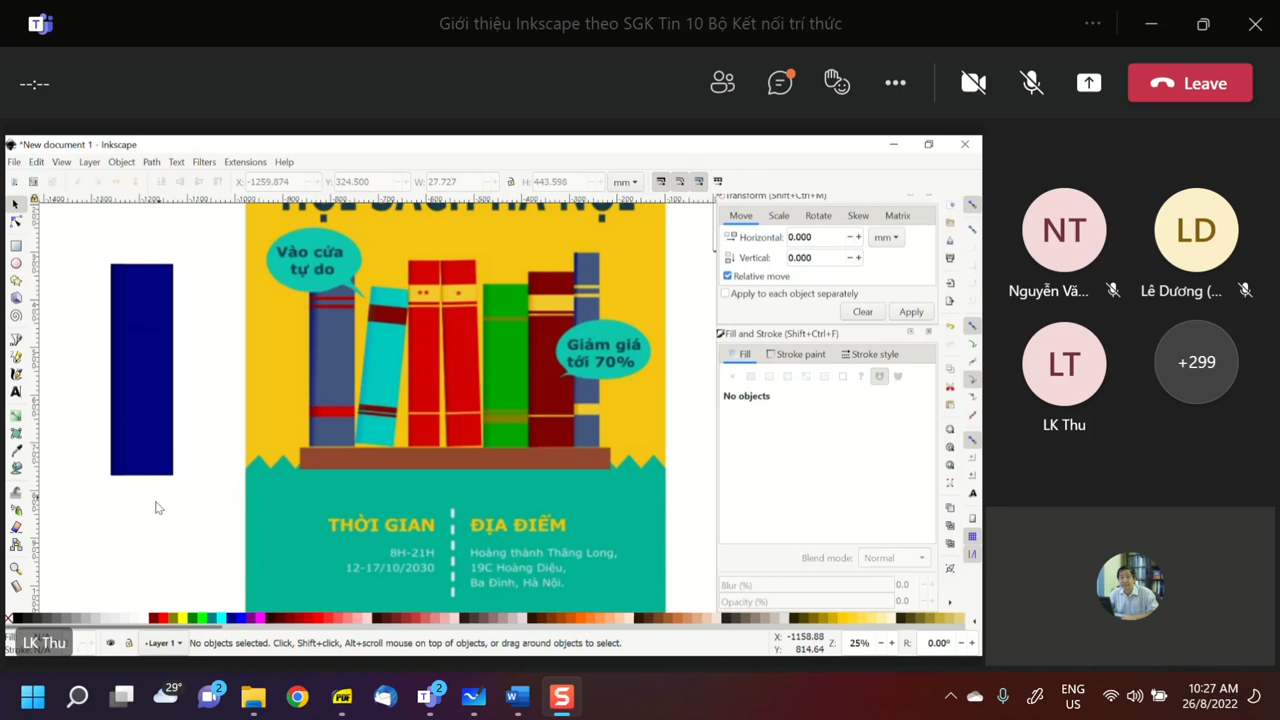 Giới thiệu Inkscape theo SGK Tin 10 Bộ Kết nối trí thức
--:--
Leave
*New document 1 - Inkscape
File Edit View Layer Object Path Text Filters Extensions Help
X: -1259.874 Y: 324.500 W: 27.727 H: 443.598 mm
Transform (Shift+Ctrl+M)
Move Scale Rotate Skew Matrix
Horizontal: 0.000 mm
Vertical: 0.000
Relative move
Apply to each object separately
Clear Apply
Fill and Stroke (Shift+Ctrl+F)
Fill Stroke paint Stroke style
No objects
Blend mode: Normal
Blur (%) 0.0
Opacity (%) 0.0
Vào cửa
tự do
Giảm giá
tới 70%
THỜI GIAN
8H-21H
12-17/10/2030
ĐỊA ĐIỂM
Hoàng thành Thăng Long,
19C Hoàng Diệu,
Ba Đình, Hà Nội.
LK Thu
Layer 1 No objects selected. Click, Shift+click, Alt+scroll mouse on top of objects, or drag around objects to select.
X: -1158.88
Y: 814.64
Z: 25% R: 0.00°
NT
Nguyễn Vă...
LD
Lê Dương (...
LT
LK Thu
+299
29°
2
2
ENG
US
10:27 AM
26/8/2022